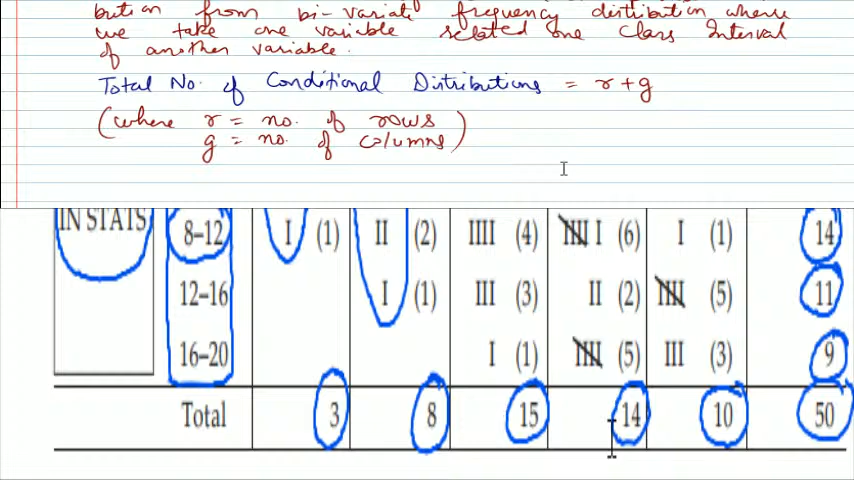 bution from bi-variate frequency distribution where
we take one variable related one Class Interval
of another variable.
Total No. of Conditional Distributions = r + g
(where r = no. of rows
g = no. of columns)
IN STATS 8–12 I (1) II (2) IIII (4) IIII I (6) I (1) 14
12–16 I (1) III (3) II (2) IIII (5) 11
16–20 I (1) IIII (5) III (3) 9
Total 3 8 15 14 10 50